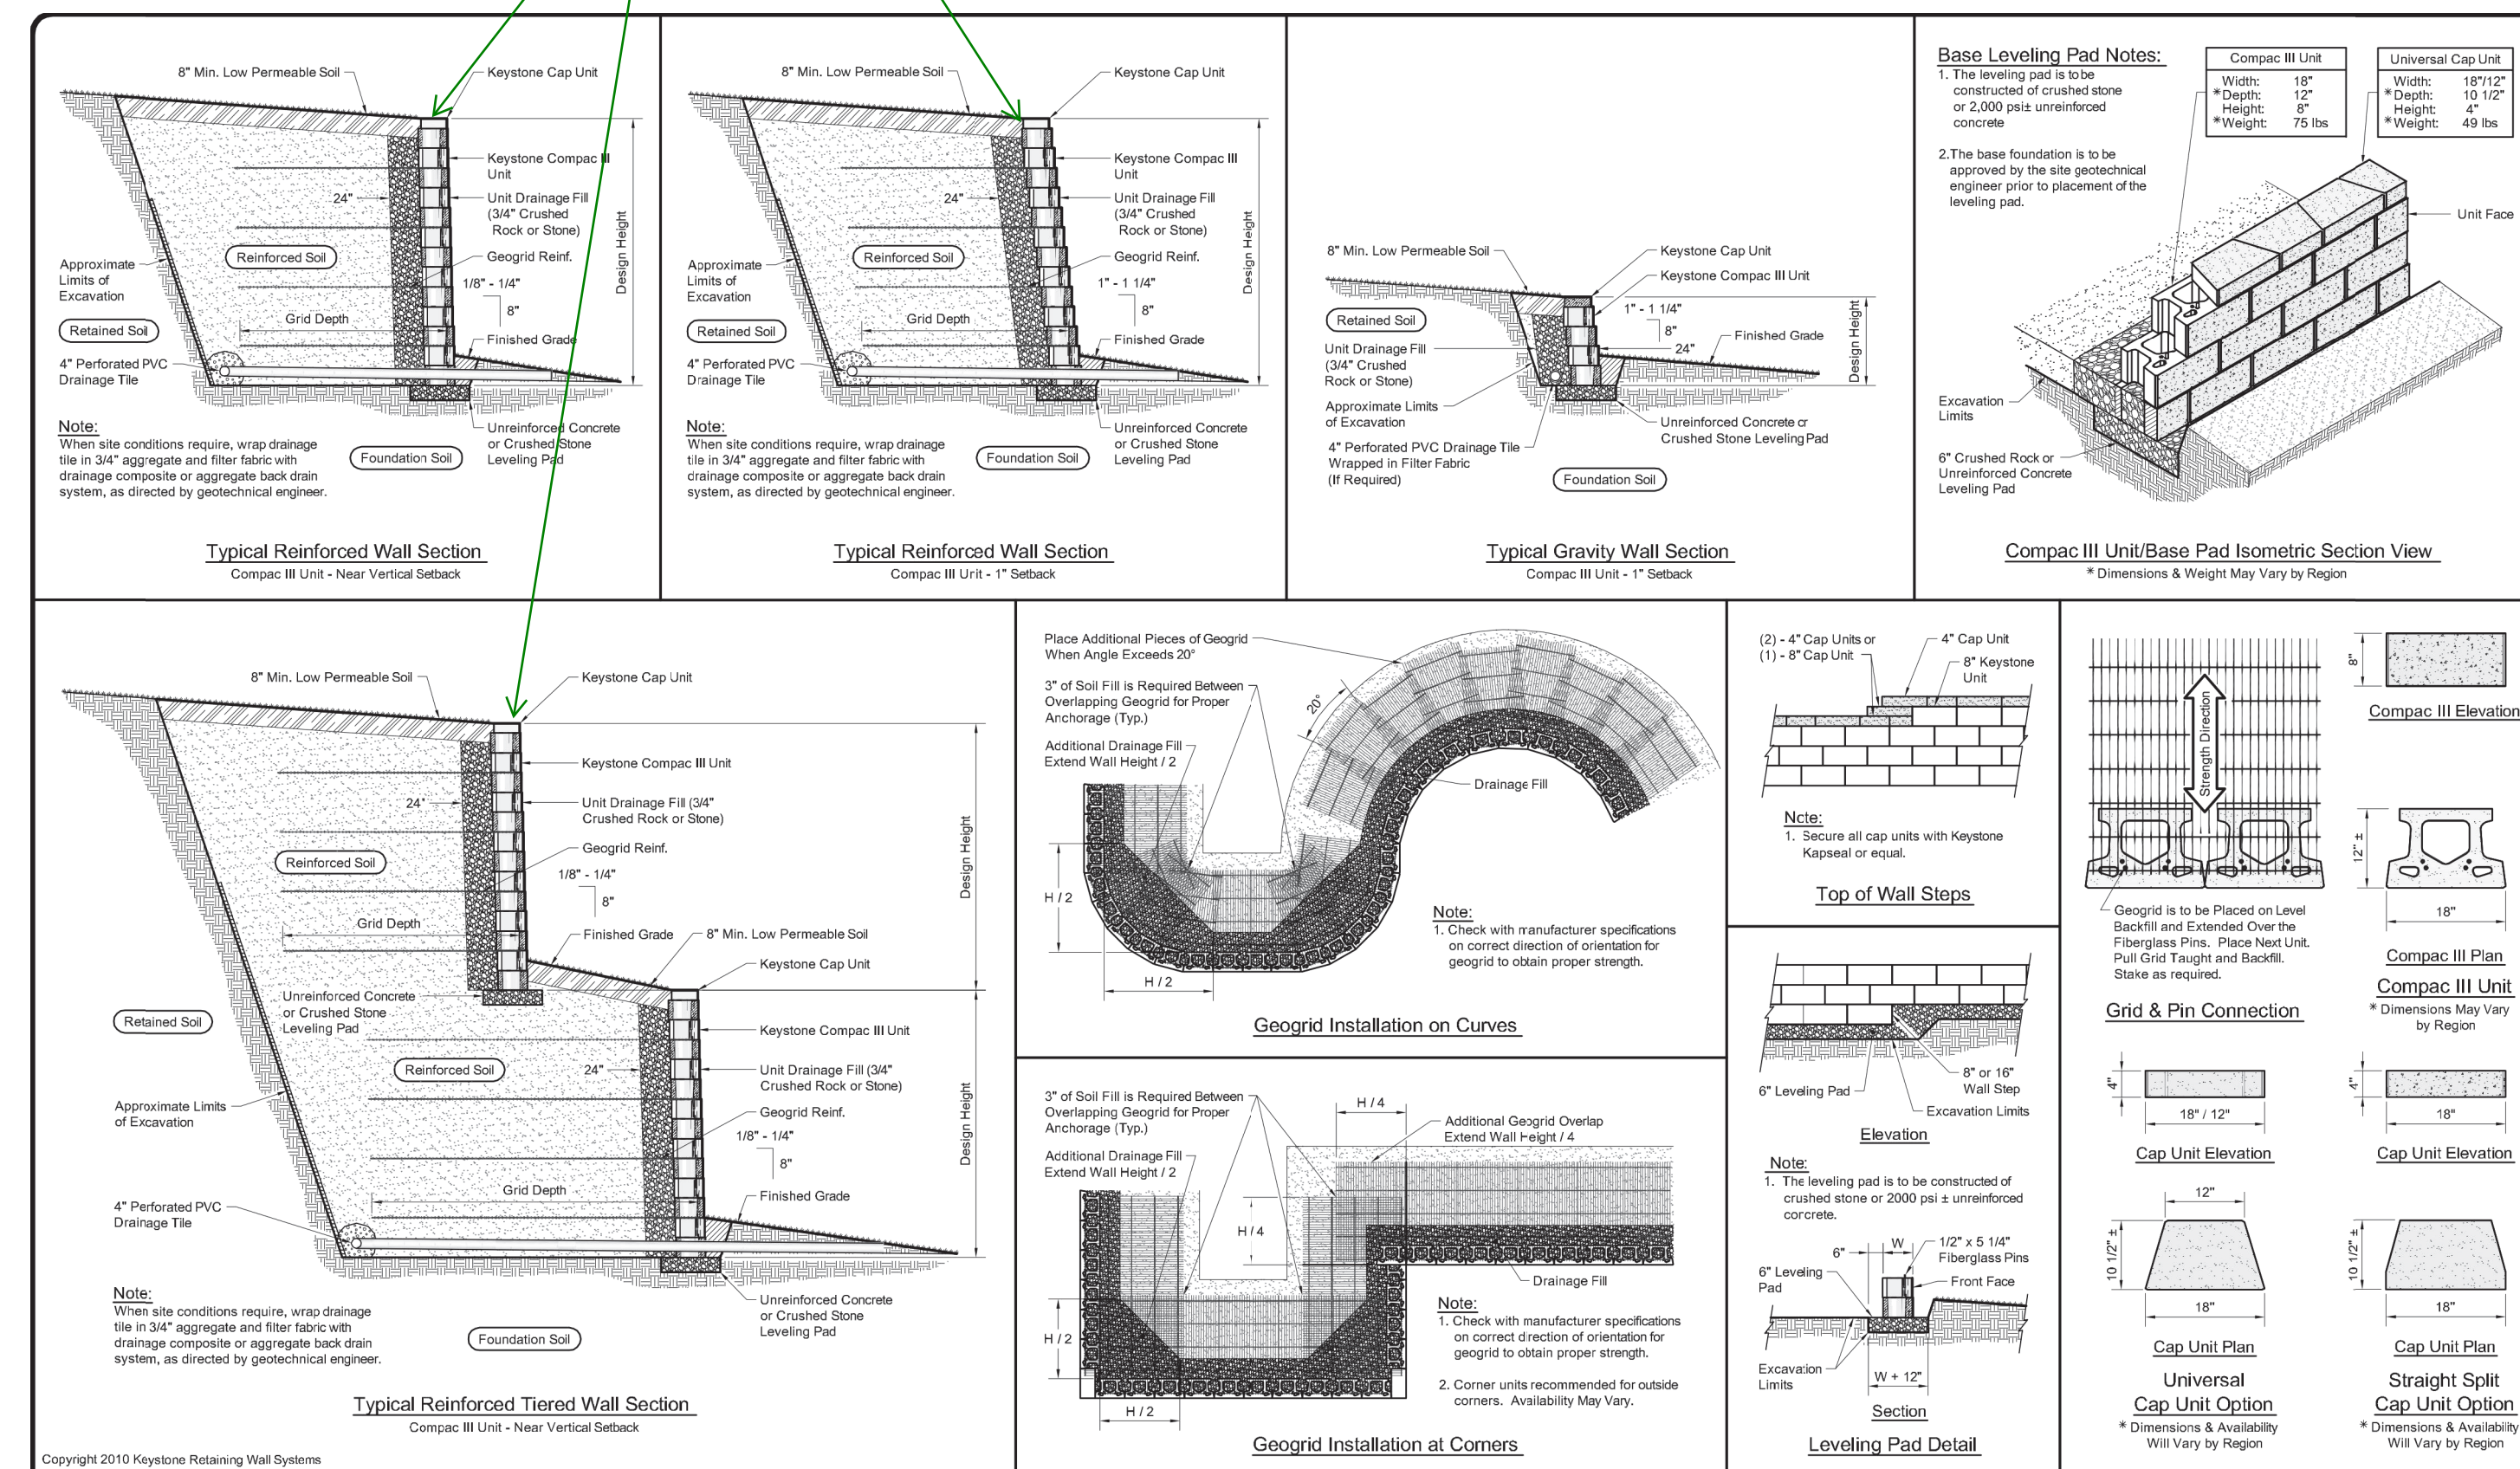 8" Min. Low Permeable Soil
Keystone Cap Unit
Keystone Compac III
Unit
24"
Unit Drainage Fill
(3/4" Crushed
Rock or Stone)
Design Height
Reinforced Soil
Geogrid Reinf.
Approximate
Limits of
Excavation
1/8" - 1/4"
8"
Grid Depth
Retained Soil
Finished Grade
4" Perforated PVC
Drainage Tile
Note:
When site conditions require, wrap drainage
tile in 3/4" aggregate and filter fabric with
drainage composite or aggregate back drain
system, as directed by geotechnical engineer.
Foundation Soil
Unreinforced Concrete
or Crushed Stone
Leveling Pad
Typical Reinforced Wall Section
Compac III Unit - Near Vertical Setback
8" Min. Low Permeable Soil
Keystone Cap Unit
Keystone Compac III
Unit
24"
Unit Drainage Fill
(3/4" Crushed
Rock or Stone)
Design Height
Reinforced Soil
Geogrid Reinf.
Approximate
Limits of
Excavation
1" - 1 1/4"
8"
Grid Depth
Retained Soil
Finished Grade
4" Perforated PVC
Drainage Tile
Note:
When site conditions require, wrap drainage
tile in 3/4" aggregate and filter fabric with
drainage composite or aggregate back drain
system, as directed by geotechnical engineer.
Foundation Soil
Unreinforced Concrete
or Crushed Stone
Leveling Pad
Typical Reinforced Wall Section
Compac III Unit - 1" Setback
8" Min. Low Permeable Soil
Keystone Cap Unit
Keystone Compac III Unit
1" - 1 1/4"
8"
Retained Soil
Finished Grade
Design Height
24"
Unit Drainage Fill
(3/4" Crushed
Rock or Stone)
Approximate Limits
of Excavation
Unreinforced Concrete or
Crushed Stone Leveling Pad
4" Perforated PVC Drainage Tile
Wrapped in Filter Fabric
(If Required)
Foundation Soil
Typical Gravity Wall Section
Compac III Unit - 1" Setback
Base Leveling Pad Notes:
1. The leveling pad is to be
constructed of crushed stone
or 2,000 psi± unreinforced
concrete
2.The base foundation is to be
approved by the site geotechnical
engineer prior to placement of the
leveling pad.
Compac III Unit
Width: 18"
*Depth: 12"
Height: 8"
*Weight: 75 lbs
Universal Cap Unit
Width: 18"/12"
*Depth: 10 1/2"
Height: 4"
*Weight: 49 lbs
Unit Face
Excavation
Limits
6" Crushed Rock or
Unreinforced Concrete
Leveling Pad
Compac III Unit/Base Pad Isometric Section View
* Dimensions & Weight May Vary by Region
8" Min. Low Permeable Soil
Keystone Cap Unit
Keystone Compac III Unit
24"
Unit Drainage Fill (3/4"
Crushed Rock or Stone)
Design Height
Geogrid Reinf.
Reinforced Soil
1/8" - 1/4"
8"
Grid Depth
Finished Grade
8" Min. Low Permeable Soil
Keystone Cap Unit
Unreinforced Concrete
or Crushed Stone
Leveling Pad
Retained Soil
Keystone Compac III Unit
Reinforced Soil
24"
Unit Drainage Fill (3/4"
Crushed Rock or Stone)
Design Height
Approximate Limits
of Excavation
Geogrid Reinf.
1/8" - 1/4"
8"
Grid Depth
Finished Grade
4" Perforated PVC
Drainage Tile
Note:
When site conditions require, wrap drainage
tile in 3/4" aggregate and filter fabric with
drainage composite or aggregate back drain
system, as directed by geotechnical engineer.
Foundation Soil
Unreinforced Concrete
or Crushed Stone
Leveling Pad
Typical Reinforced Tiered Wall Section
Compac III Unit - Near Vertical Setback
Copyright 2010 Keystone Retaining Wall Systems
Place Additional Pieces of Geogrid
When Angle Exceeds 20°
3" of Soil Fill is Required Between
Overlapping Geogrid for Proper
Anchorage (Typ.)
20°
Additional Drainage Fill
Extend Wall Height / 2
Drainage Fill
H / 2
H / 2
Note:
1. Check with manufacturer specifications
on correct direction of orientation for
geogrid to obtain proper strength.
Geogrid Installation on Curves
3" of Soil Fill is Required Between
Overlapping Geogrid for Proper
Anchorage (Typ.)
H / 4
Additional Geogrid Overlap
Extend Wall Height / 4
Additional Drainage Fill
Extend Wall Height / 2
H / 4
Drainage Fill
H / 2
H / 2
Note:
1. Check with manufacturer specifications
on correct direction of orientation for
geogrid to obtain proper strength.
2. Corner units recommended for outside
corners. Availability May Vary.
Geogrid Installation at Corners
(2) - 4" Cap Units or
(1) - 8" Cap Unit
4" Cap Unit
8" Keystone
Unit
Note:
1. Secure all cap units with Keystone
Kapseal or equal.
Top of Wall Steps
6" Leveling Pad
8" or 16"
Wall Step
Excavation Limits
Elevation
Note:
1. The leveling pad is to be constructed of
crushed stone or 2000 psi ± unreinforced
concrete.
6"
W
1/2" x 5 1/4"
Fiberglass Pins
6" Leveling
Pad
Front Face
Excavation
Limits
W + 12"
Section
Leveling Pad Detail
Strength Direction
Geogrid is to be Placed on Level
Backfill and Extended Over the
Fiberglass Pins. Place Next Unit.
Pull Grid Taught and Backfill.
Stake as required.
Grid & Pin Connection
8"
Compac III Elevation
12" ±
18"
Compac III Plan
Compac III Unit
* Dimensions May Vary
by Region
4"
18" / 12"
Cap Unit Elevation
12"
10 1/2" ±
18"
Cap Unit Plan
Universal
Cap Unit Option
* Dimensions & Availability
Will Vary by Region
4"
18"
Cap Unit Elevation
10 1/2" ±
18"
Cap Unit Plan
Straight Split
Cap Unit Option
* Dimensions & Availability
Will Vary by Region